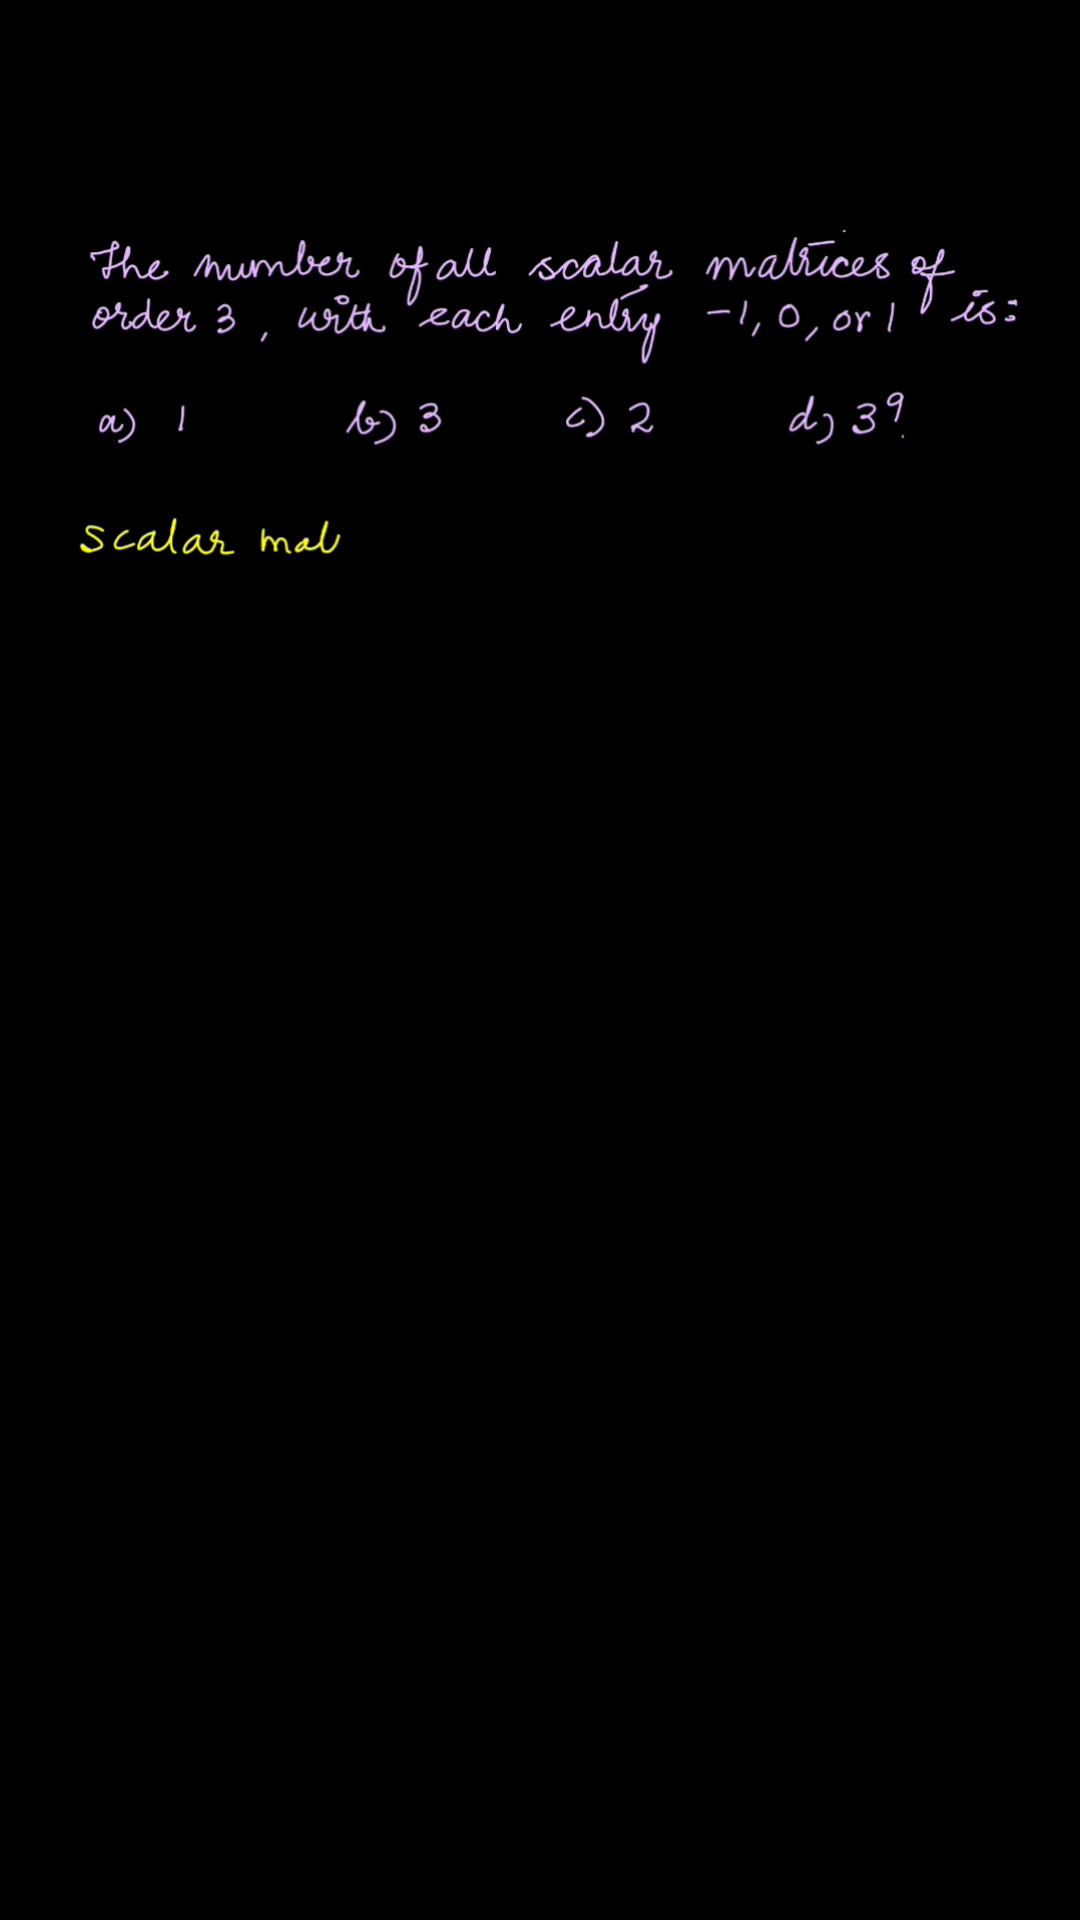 The number of all scalar matrices of
order 3, with each entry -1, 0, or 1 is:
a) 1 b) 3 c) 2 d) 3⁹.
scalar mat